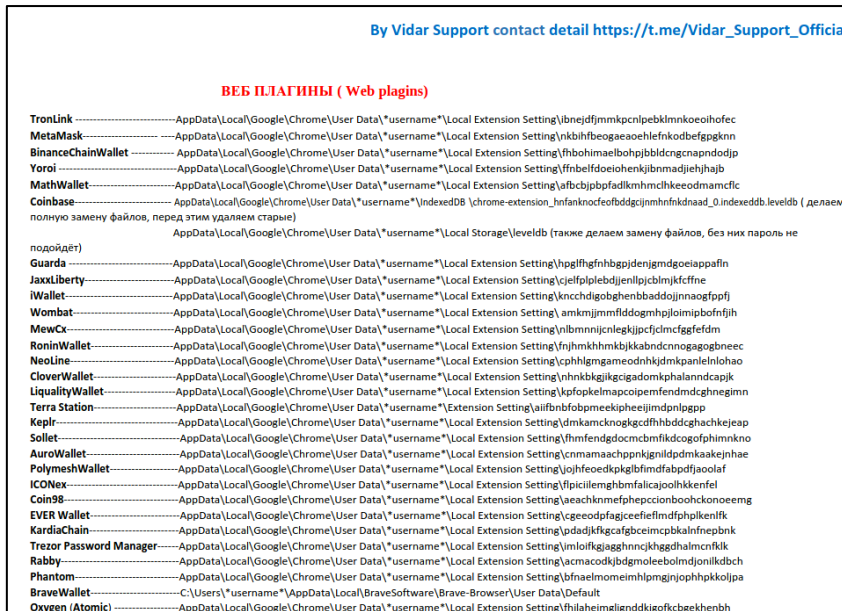 By Vidar Support contact detail https://t.me/Vidar_Support_Officia
ВЕБ ПЛАГИНЫ ( Web plagins)
TronLink ----------------------------AppData\Local\Google\Chrome\User Data\*username*\Local Extension Setting\ibnejdfjmmkpcnlpebklmnkoeoihofec
MetaMask--------------------- ----AppData\Local\Google\Chrome\User Data\*username*\Local Extension Setting\nkbihfbeogaeaoehlefnkodbefgpgknn
BinanceChainWallet ------------ AppData\Local\Google\Chrome\User Data\*username*\Local Extension Setting\fhbohimaelbohpjbbldcngcnapndodjp
Yoroi --------------------------------AppData\Local\Google\Chrome\User Data\*username*\Local Extension Setting\ffnbelfdoeiohenkjibnmadjiehjhajb
MathWallet------------------------AppData\Local\Google\Chrome\User Data\*username*\Local Extension Setting\afbcbjpbpfadlkmhmclhkeeodmamcflc
Coinbase--------------------------- AppData\Local\Google\Chrome\User Data\*username*\IndexedDB \chrome-extension_hnfanknocfeofbddgcijnmhnfnkdnaad_0.indexeddb.leveldb ( делаем
полную замену файлов, перед этим удаляем старые)
AppData\Local\Google\Chrome\User Data\*username*\Local Storage\leveldb (также делаем замену файлов, без них пароль не
подойдёт)
Guarda -----------------------------AppData\Local\Google\Chrome\User Data\*username*\Local Extension Setting\hpglfhgfnhbgpjdenjgmdgoeiappafln
JaxxLiberty-------------------------AppData\Local\Google\Chrome\User Data\*username*\Local Extension Setting\cjelfplplebdjjenllpjcblmjkfcffne
iWallet-------------------------------AppData\Local\Google\Chrome\User Data\*username*\Local Extension Setting\kncchdigobghenbbaddojjnnaogfppfj
Wombat----------------------------AppData\Local\Google\Chrome\User Data\*username*\Local Extension Setting\ amkmjjmmflddogmhpjloimipbofnfjih
MewCx------------------------------AppData\Local\Google\Chrome\User Data\*username*\Local Extension Setting\nlbmnnijcnlegkjjpcfjclmcfggfefdm
RoninWallet-----------------------AppData\Local\Google\Chrome\User Data\*username*\Local Extension Setting\fnjhmkhhmkbjkkabndcnnogagogbneec
NeoLine----------------------------AppData\Local\Google\Chrome\User Data\*username*\Local Extension Setting\cphhlgmgameodnhkjdmkpanlelnlohao
CloverWallet----------------------AppData\Local\Google\Chrome\User Data\*username*\Local Extension Setting\nhnkbkgjikgcigadomkphalanndcapjk
LiqualityWallet-------------------AppData\Local\Google\Chrome\User Data\*username*\Local Extension Setting\kpfopkelmapcoipemfendmdcghnegimn
Terra Station----------------------AppData\Local\Google\Chrome\User Data\*username*\Extension Setting\aiifbnbfobpmeekipheeijimdpnlpgpp
Keplr---------------------------------AppData\Local\Google\Chrome\User Data\*username*\Local Extension Setting\dmkamcknogkgcdfhhbddcghachkejeap
Sollet--------------------------------AppData\Local\Google\Chrome\User Data\*username*\Local Extension Setting\fhmfendgdocmcbmfikdcogofphimnkno
AuroWallet------------------------AppData\Local\Google\Chrome\User Data\*username*\Local Extension Setting\cnmamaachppnkjgnildpdmkaakejnhae
PolymeshWallet------------------AppData\Local\Google\Chrome\User Data\*username*\Local Extension Setting\jojhfeoedkpkglbfimdfabpdfjaoolaf
ICONex------------------------------AppData\Local\Google\Chrome\User Data\*username*\Local Extension Setting\flpiciilemghbmfalicajoolhkkenfel
Coin98-------------------------------AppData\Local\Google\Chrome\User Data\*username*\Local Extension Setting\aeachknmefphepccionboohckonoeemg
EVER Wallet-----------------------AppData\Local\Google\Chrome\User Data\*username*\Local Extension Setting\cgeeodpfagjceefieflmdfphplkenlfk
KardiaChain------------------------AppData\Local\Google\Chrome\User Data\*username*\Local Extension Setting\pdadjkfkgcafgbceimcpbkalnfnepbnk
Trezor Password Manager------AppData\Local\Google\Chrome\User Data\*username*\Local Extension Setting\imloifkgjagghnncjkhggdhalmcnfklk
Rabby-------------------------------AppData\Local\Google\Chrome\User Data\*username*\Local Extension Setting\acmacodkjbdgmoleebolmdjonilkdbch
Phantom---------------------------AppData\Local\Google\Chrome\User Data\*username*\Local Extension Setting\bfnaelmomeimhlpmgjnjophhpkkoljpa
BraveWallet-----------------------C:\Users\*username*\AppData\Local\BraveSoftware\Brave-Browser\User Data\Default
Oxygen (Atomic) -----------------AppData\Local\Google\Chrome\User Data\*username*\Local Extension Setting\fhilaheimglignddkjgofkcbgekhenbh